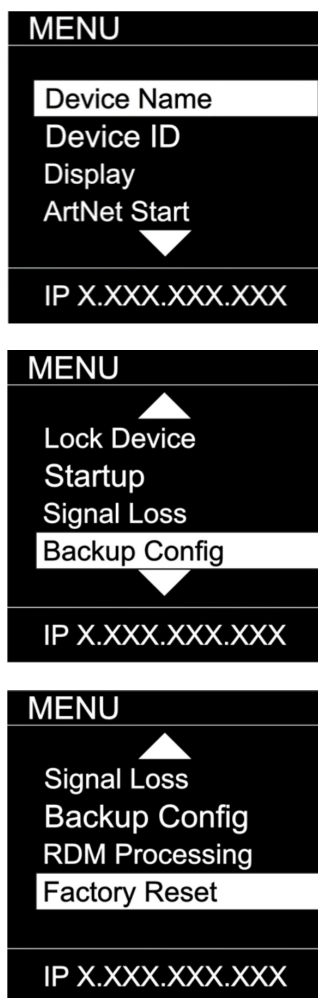 MENU
Device Name
Device ID
Display
ArtNet Start
IP X.XXX.XXX.XXX
MENU
Lock Device
Startup
Signal Loss
Backup Config
IP X.XXX.XXX.XXX
MENU
Signal Loss
Backup Config
RDM Processing
Factory Reset
IP X.XXX.XXX.XXX